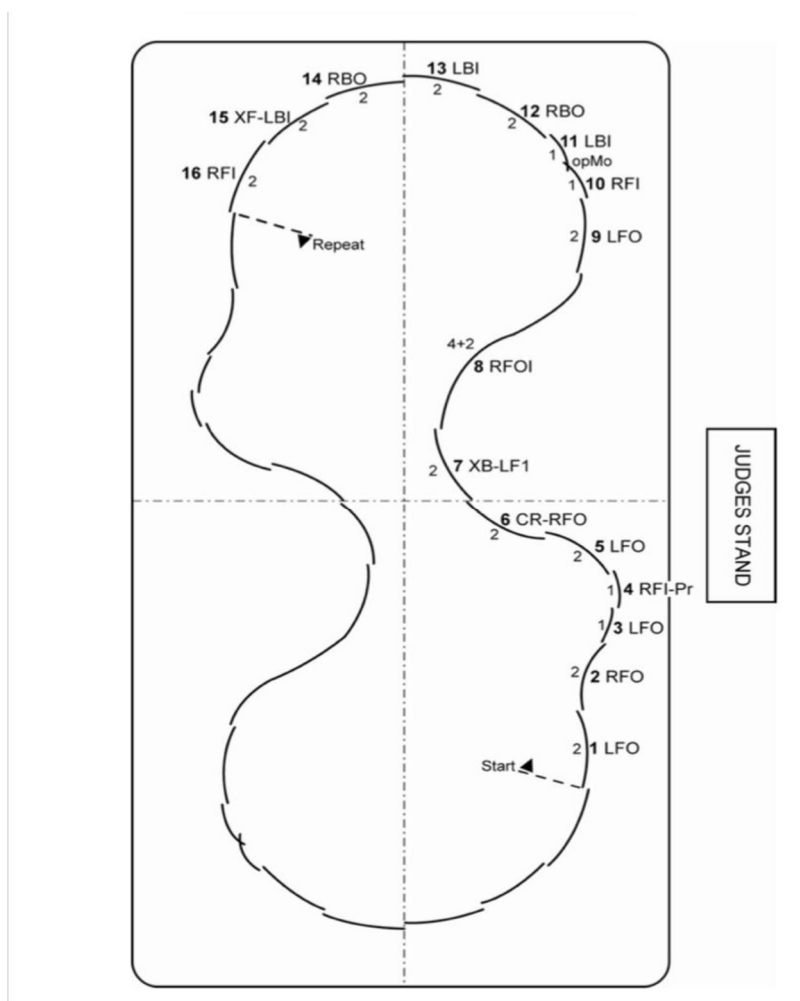 13 LBI
2
14 RBO
2
12 RBO
2
15 XF-LBI
2
11 LBI
1
opMo
16 RFI
2
10 RFI
1
9 LFO
2
Repeat
4+2
8 RFOI
7 XB-LF1
2
6 CR-RFO
2
5 LFO
2
4 RFI-Pr
1
3 LFO
1
2 RFO
2
1 LFO
2
Start
JUDGES STAND